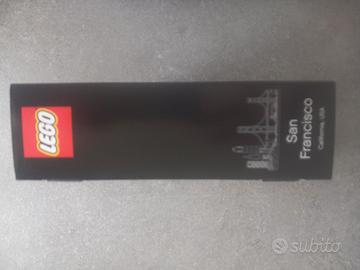 LEGO
San
Francisco
California, USA
subito